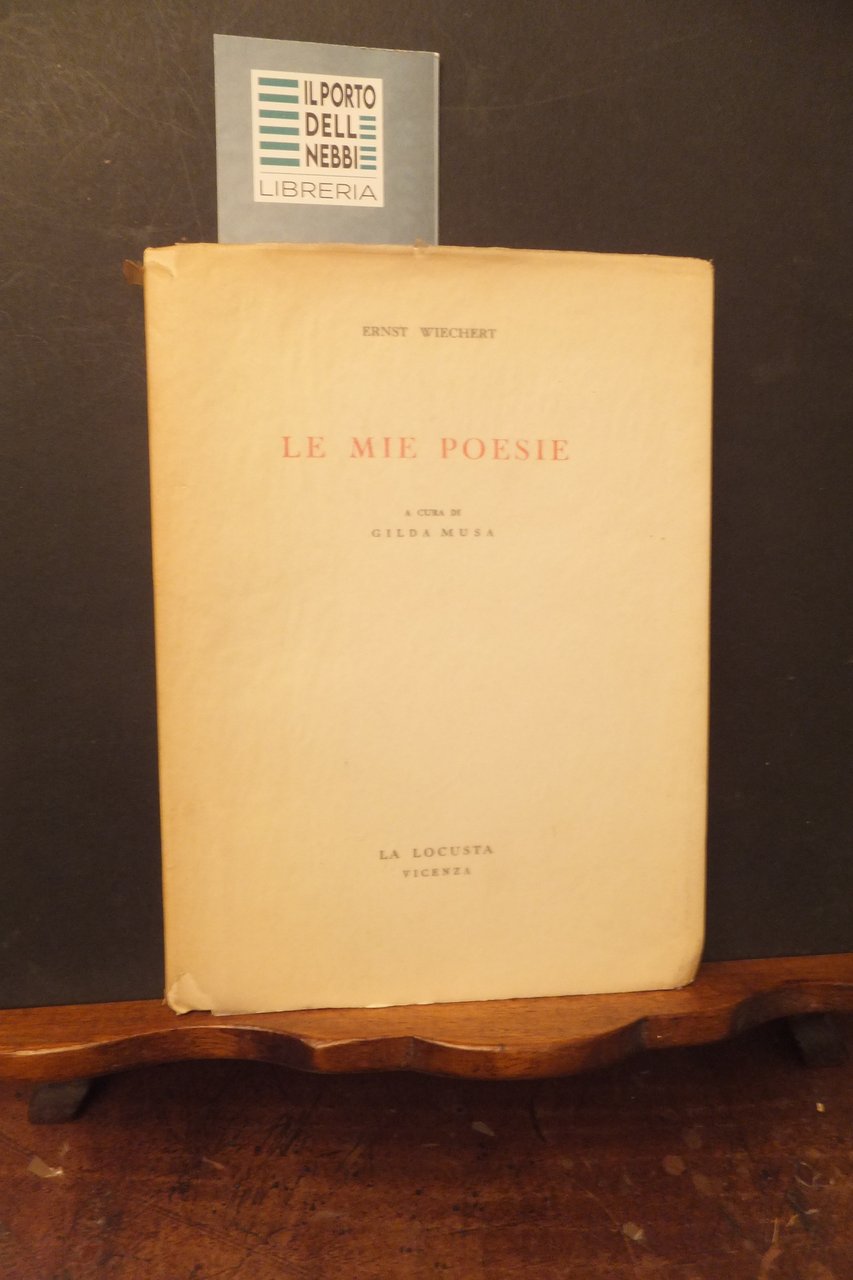 IL PORTO
DELLE
NEBBIE
LIBRERIA
ERNST WIECHERT
LE MIE POESIE
A CURA DI
GILDA MUSA
LA LOCUSTA
VICENZA